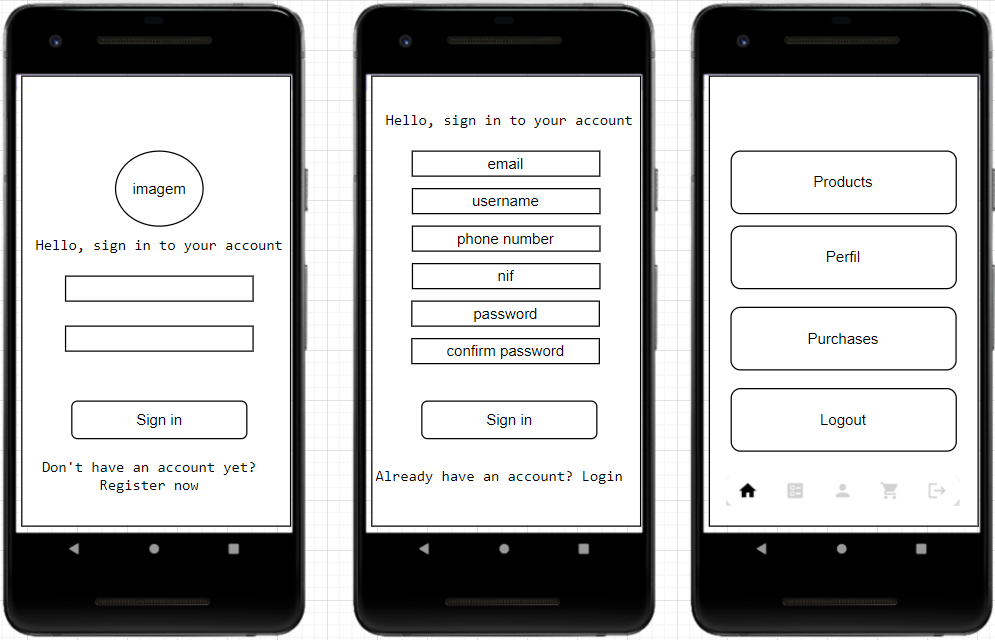 imagem
Hello, sign in to your account
Sign in
Don't have an account yet?
Register now
Hello, sign in to your account
email
username
phone number
nif
password
confirm password
Sign in
Already have an account? Login
Products
Perfil
Purchases
Logout